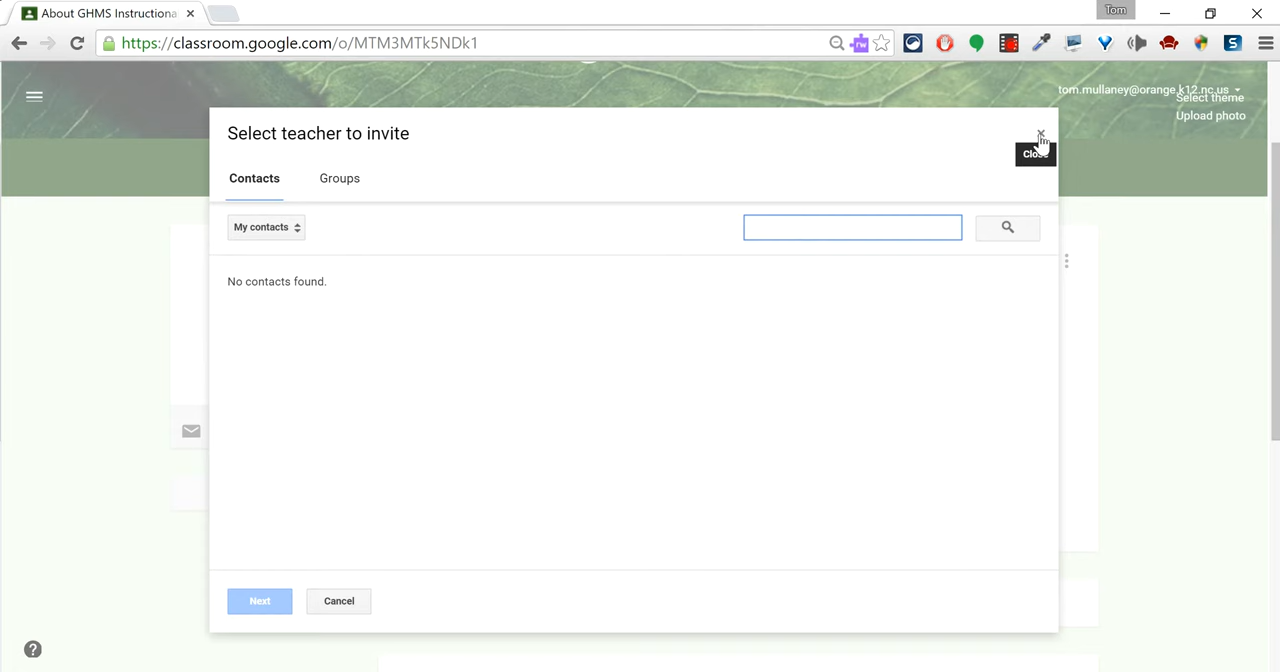 About GHMS Instructiona
Tom
https://classroom.google.com/o/MTM3MTk5NDk1
rw
S
tom.mullaney@orange.k12.nc.us
Select theme
Upload photo
Select teacher to invite
Contacts
Groups
My contacts
No contacts found.
Next
Cancel